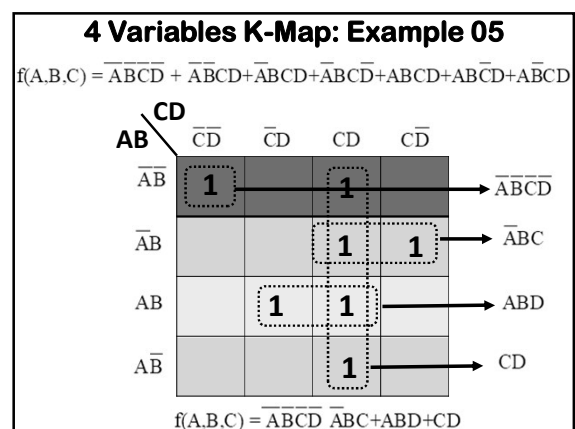 4 Variables K-Map: Example 05
f(A,B,C) = A̅B̅C̅D̅ + A̅B̅CD+A̅BCD+A̅BCD̅+ABCD+ABC̅D+AB̅CD
CD
AB C̅D̅ C̅D CD CD̅
A̅B̅ 1 1 A̅B̅C̅D̅
A̅B 1 1 A̅BC
AB 1 1 ABD
AB̅ 1 CD
f(A,B,C) = A̅B̅C̅D̅ A̅BC+ABD+CD